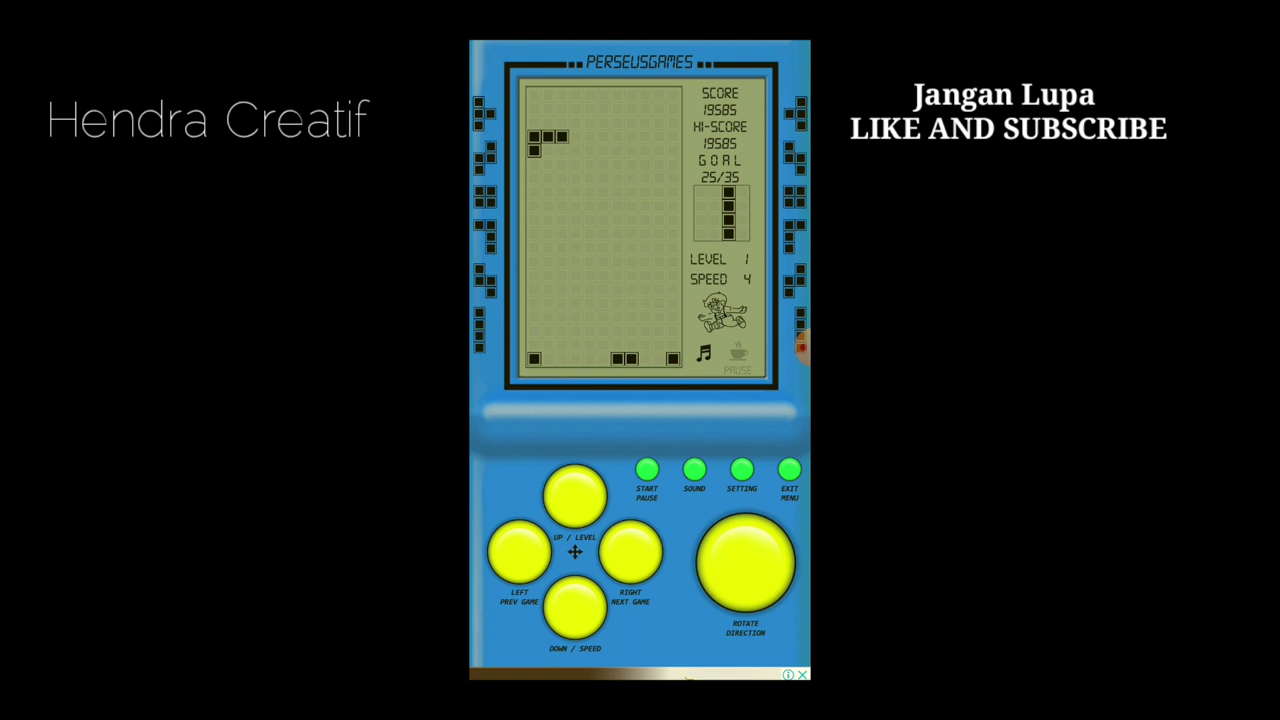 Hendra Creatif
Jangan Lupa
LIKE AND SUBSCRIBE
PERSEUSGAMES
SCORE
19585
HI-SCORE
19585
GOAL
25/35
LEVEL 1
SPEED 4
PAUSE
START
PAUSE
SOUND
SETTING
EXIT
MENU
UP / LEVEL
LEFT
PREV GAME
RIGHT
NEXT GAME
DOWN / SPEED
ROTATE
DIRECTION